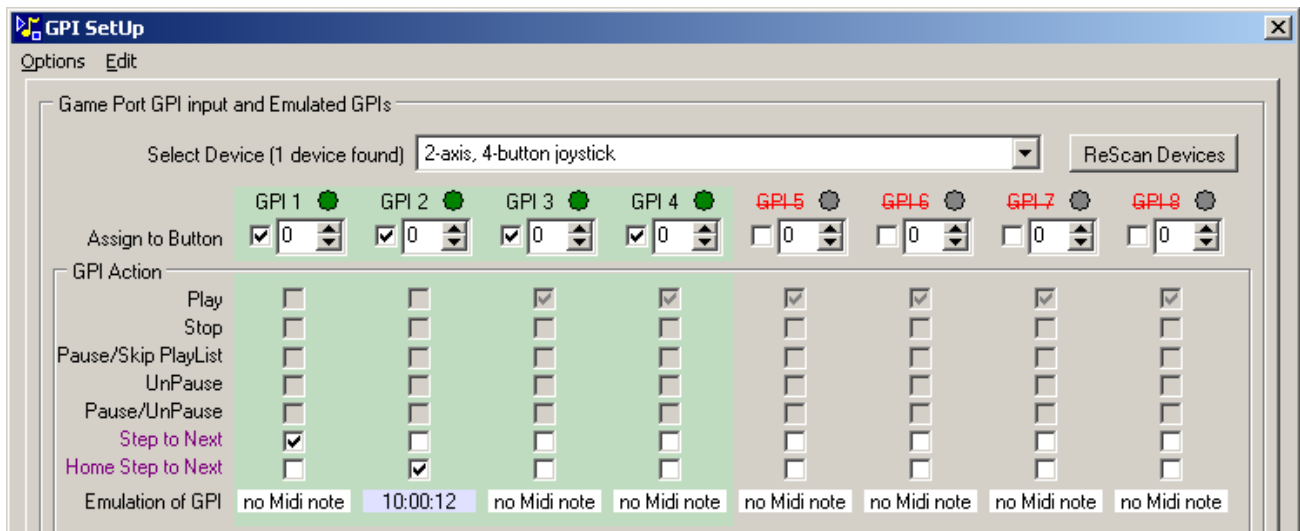 GPI SetUp
Options Edit
Game Port GPI input and Emulated GPIs
Select Device (1 device found) 2-axis, 4-button joystick ReScan Devices
GPI 1 GPI 2 GPI 3 GPI 4 GPI 5 GPI 6 GPI 7 GPI 8
Assign to Button 0 0 0 0 0 0 0 0
GPI Action
Play
Stop
Pause/Skip PlayList
UnPause
Pause/UnPause
Step to Next
Home Step to Next
Emulation of GPI no Midi note 10:00:12 no Midi note no Midi note no Midi note no Midi note no Midi note no Midi note